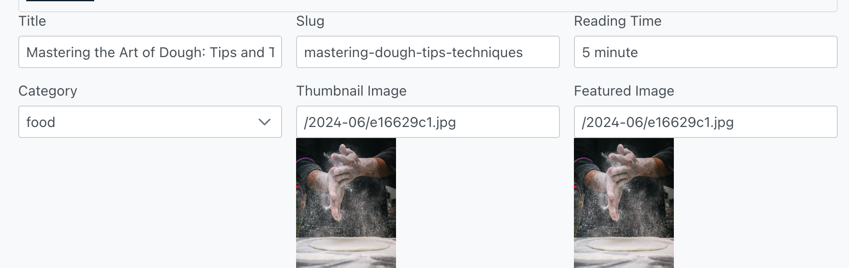 Title Slug Reading Time
Mastering the Art of Dough: Tips and T mastering-dough-tips-techniques 5 minute
Category Thumbnail Image Featured Image
food /2024-06/e16629c1.jpg /2024-06/e16629c1.jpg